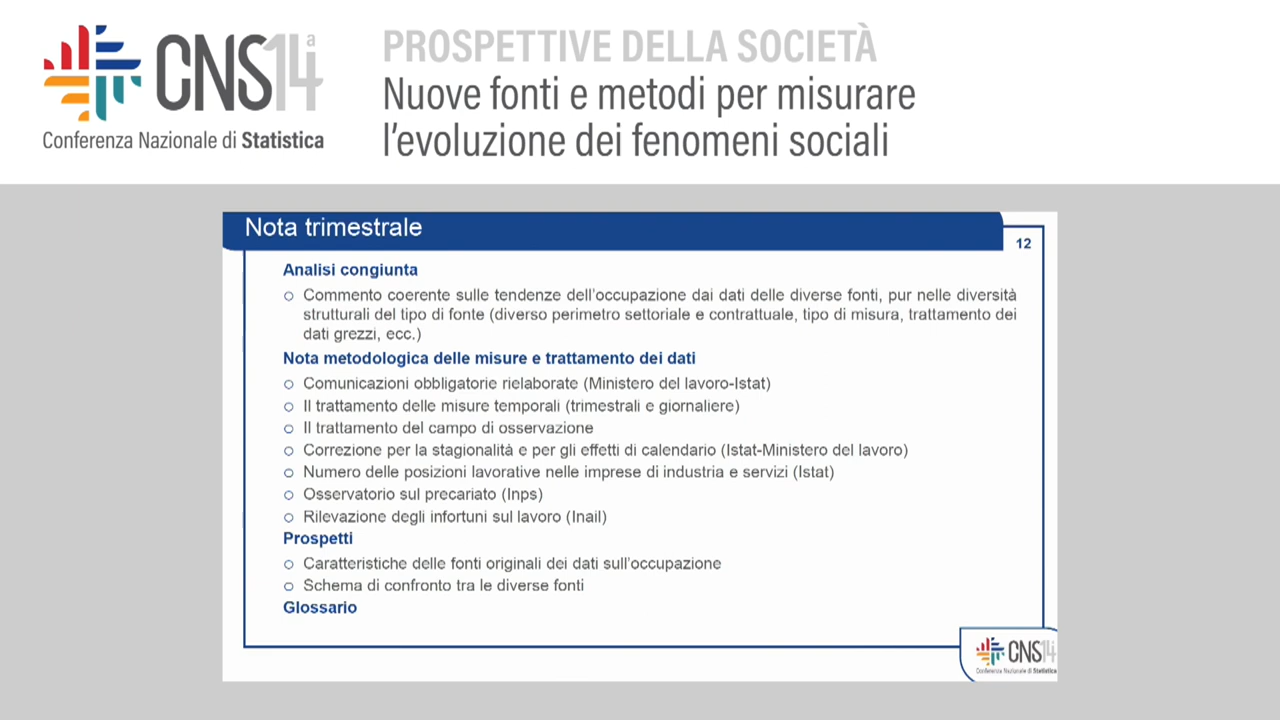 CNS14a
Conferenza Nazionale di Statistica
PROSPETTIVE DELLA SOCIETÀ
Nuove fonti e metodi per misurare
l'evoluzione dei fenomeni sociali
Nota trimestrale
12
Analisi congiunta
○ Commento coerente sulle tendenze dell'occupazione dai dati delle diverse fonti, pur nelle diversità
strutturali del tipo di fonte (diverso perimetro settoriale e contrattuale, tipo di misura, trattamento dei
dati grezzi, ecc.)
Nota metodologica delle misure e trattamento dei dati
○ Comunicazioni obbligatorie rielaborate (Ministero del lavoro-Istat)
○ Il trattamento delle misure temporali (trimestrali e giornaliere)
○ Il trattamento del campo di osservazione
○ Correzione per la stagionalità e per gli effetti di calendario (Istat-Ministero del lavoro)
○ Numero delle posizioni lavorative nelle imprese di industria e servizi (Istat)
○ Osservatorio sul precariato (Inps)
○ Rilevazione degli infortuni sul lavoro (Inail)
Prospetti
○ Caratteristiche delle fonti originali dei dati sull'occupazione
○ Schema di confronto tra le diverse fonti
Glossario
CNS14
Conferenza Nazionale di Statistica